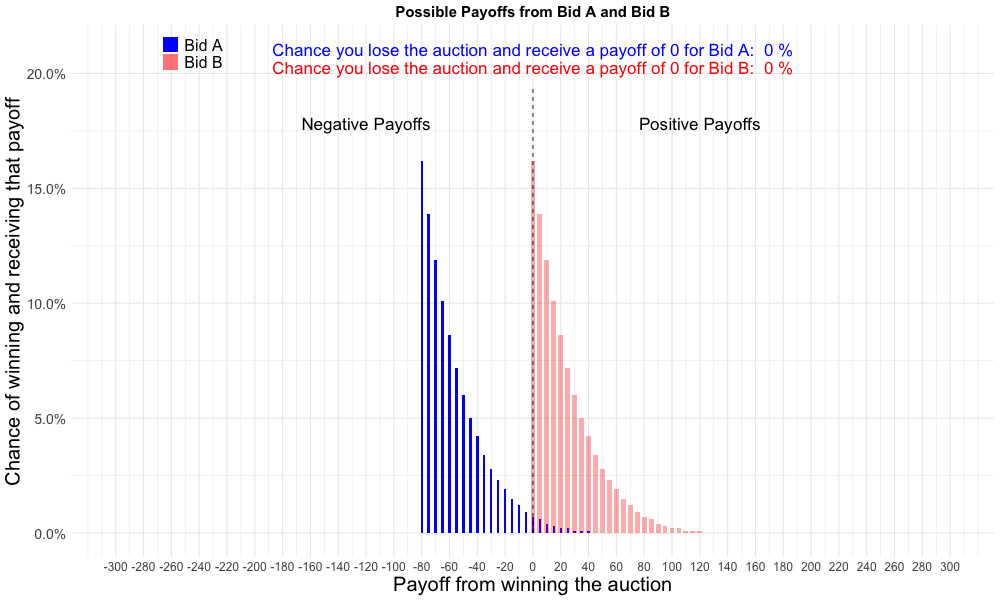 Possible Payoffs from Bid A and Bid B
Bid A
Bid B
Chance you lose the auction and receive a payoff of 0 for Bid A:  0 %
Chance you lose the auction and receive a payoff of 0 for Bid B:  0 %
Negative Payoffs
Positive Payoffs
Chance of winning and receiving that payoff
20.0%
15.0%
10.0%
5.0%
0.0%
-300 -280 -260 -240 -220 -200 -180 -160 -140 -120 -100 -80 -60 -40 -20 0 20 40 60 80 100 120 140 160 180 200 220 240 260 280 300
Payoff from winning the auction